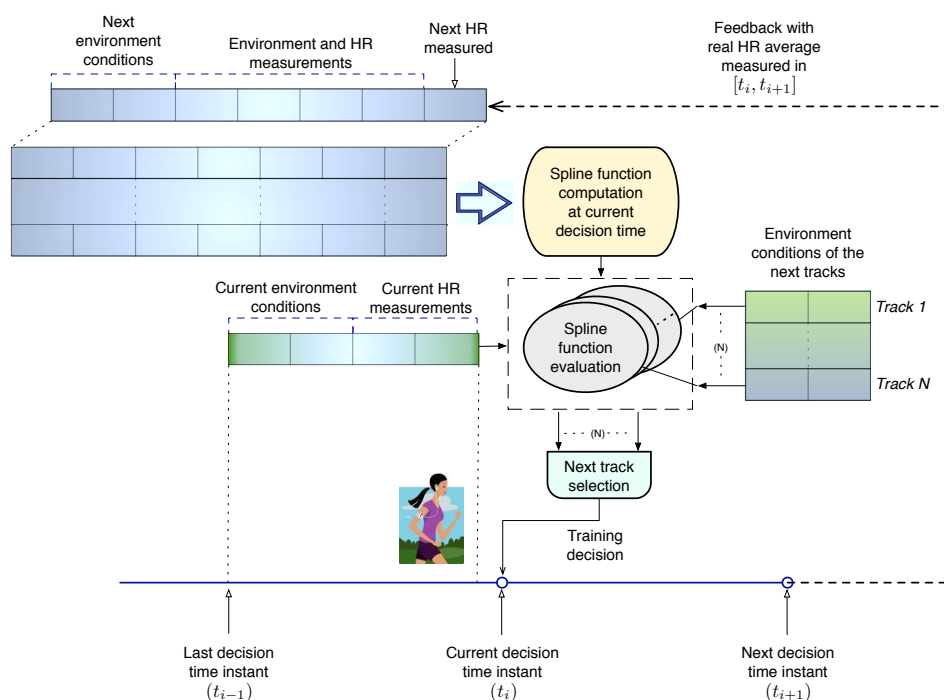 Next
environment
conditions
Environment and HR
measurements
Next HR
measured
Feedback with
real HR average
measured in
[t_i, t_{i+1}]
Spline function
computation
at current
decision time
Environment
conditions of the
next tracks
Current environment
conditions
Current HR
measurements
Spline
function
evaluation
Track 1
(N)
Track N
(N)
Next track
selection
Training
decision
Last decision
time instant
(t_{i-1})
Current decision
time instant
(t_i)
Next decision
time instant
(t_{i+1})